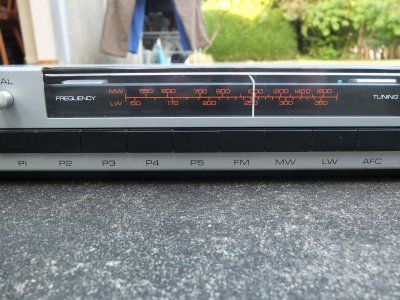 AL
MW 550 600 700 800 1000 1200 1400 1600
FREQUENCY
TUNING
LW 150 170 200 250 300 350
P1 P2 P3 P4 P5 FM MW LW AFC